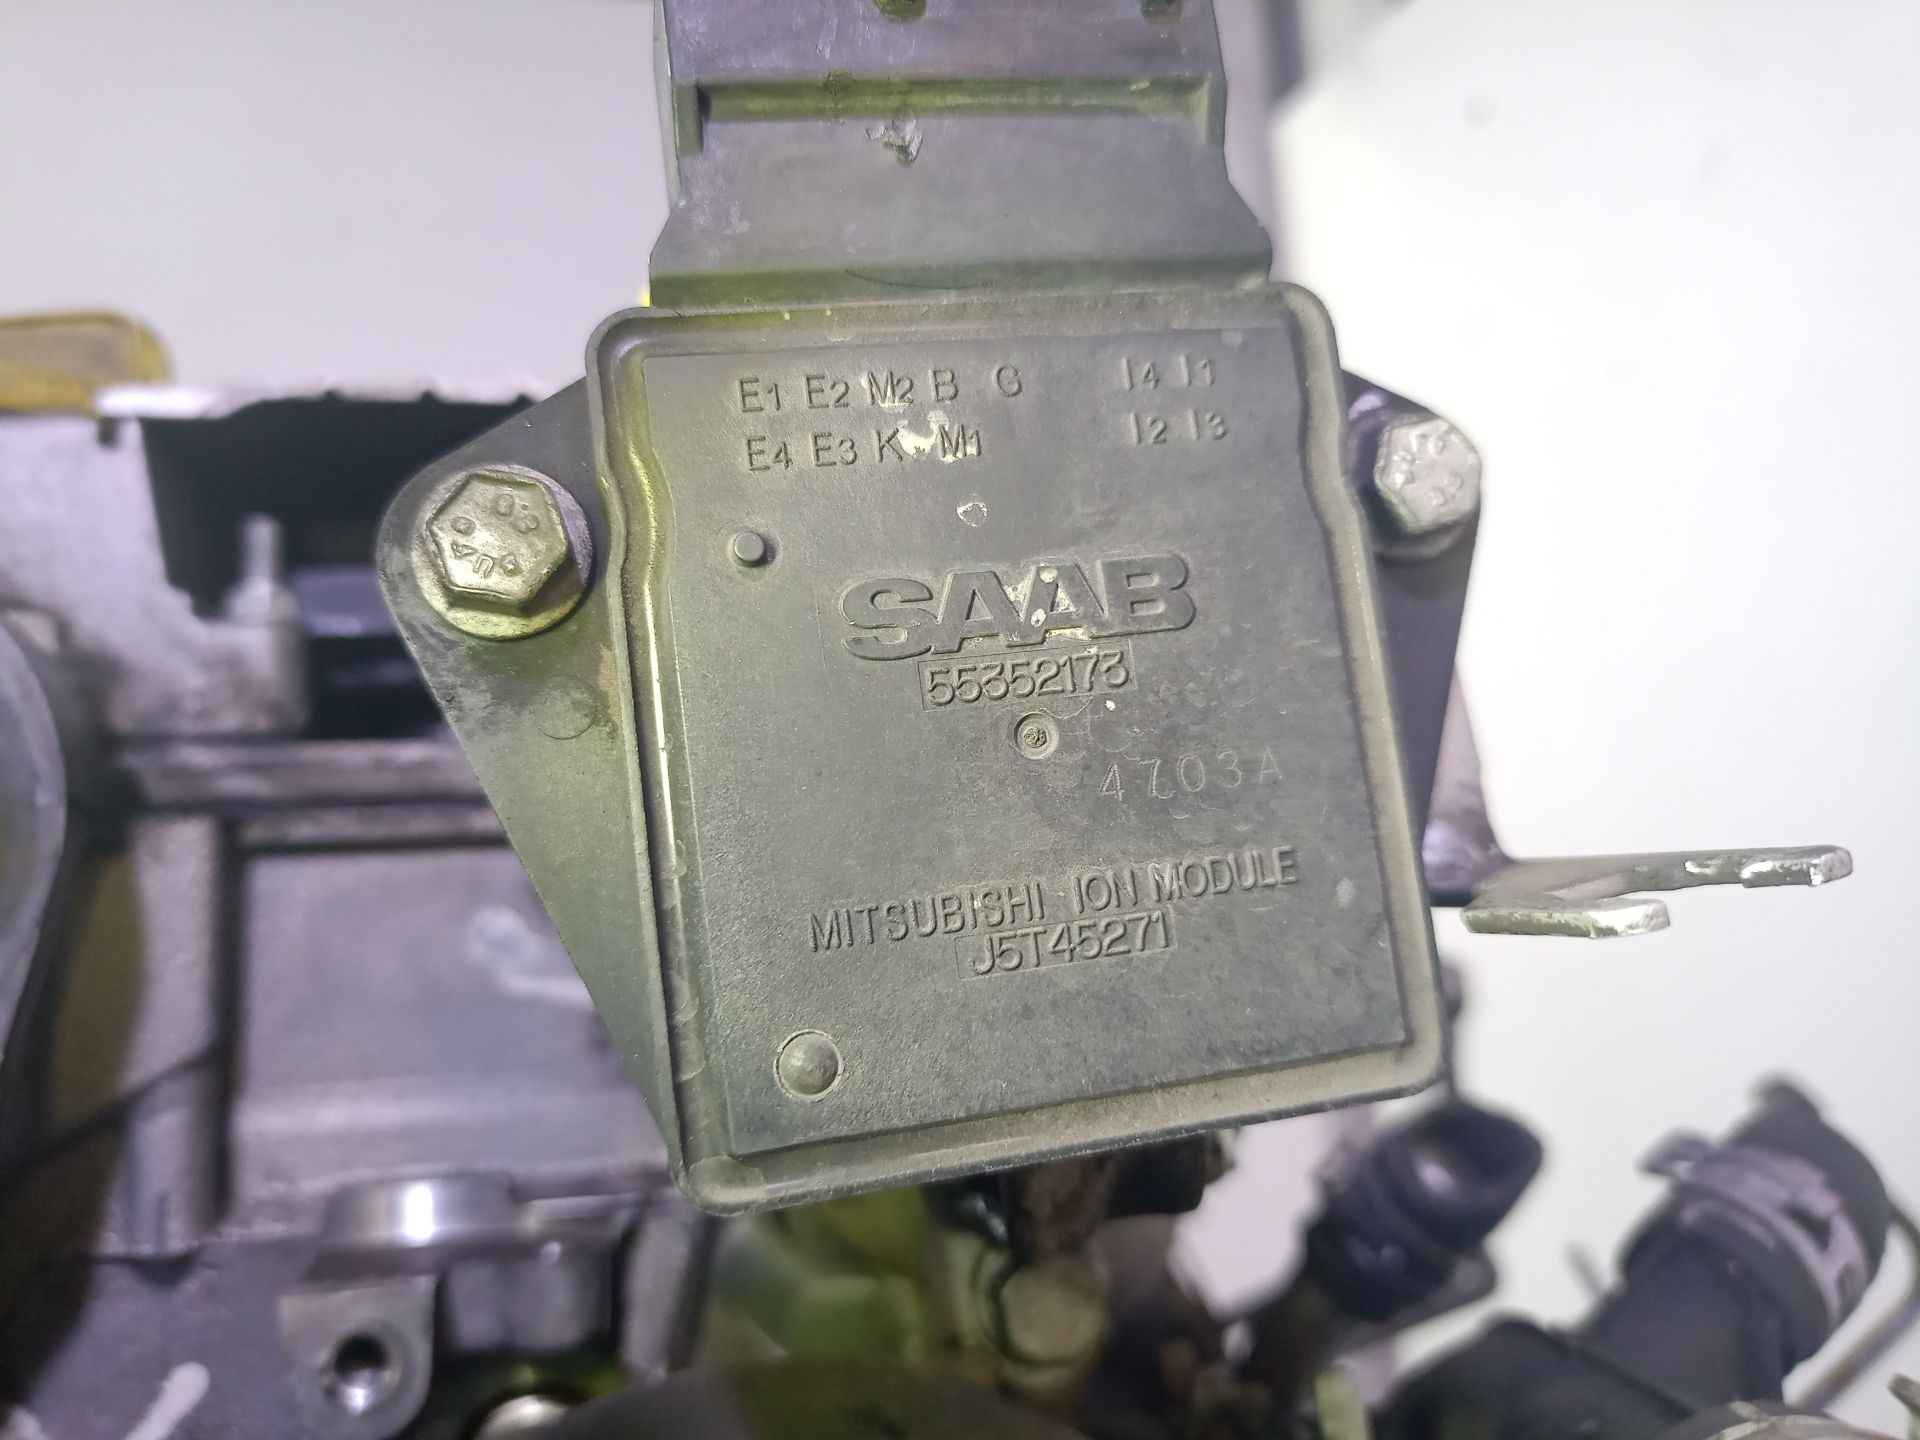 E1 E2 M2 B G I4 I1
E4 E3 K M1 I2 I3
SAAB
55352173
4703A
MITSUBISHI ION MODULE
J5T45271